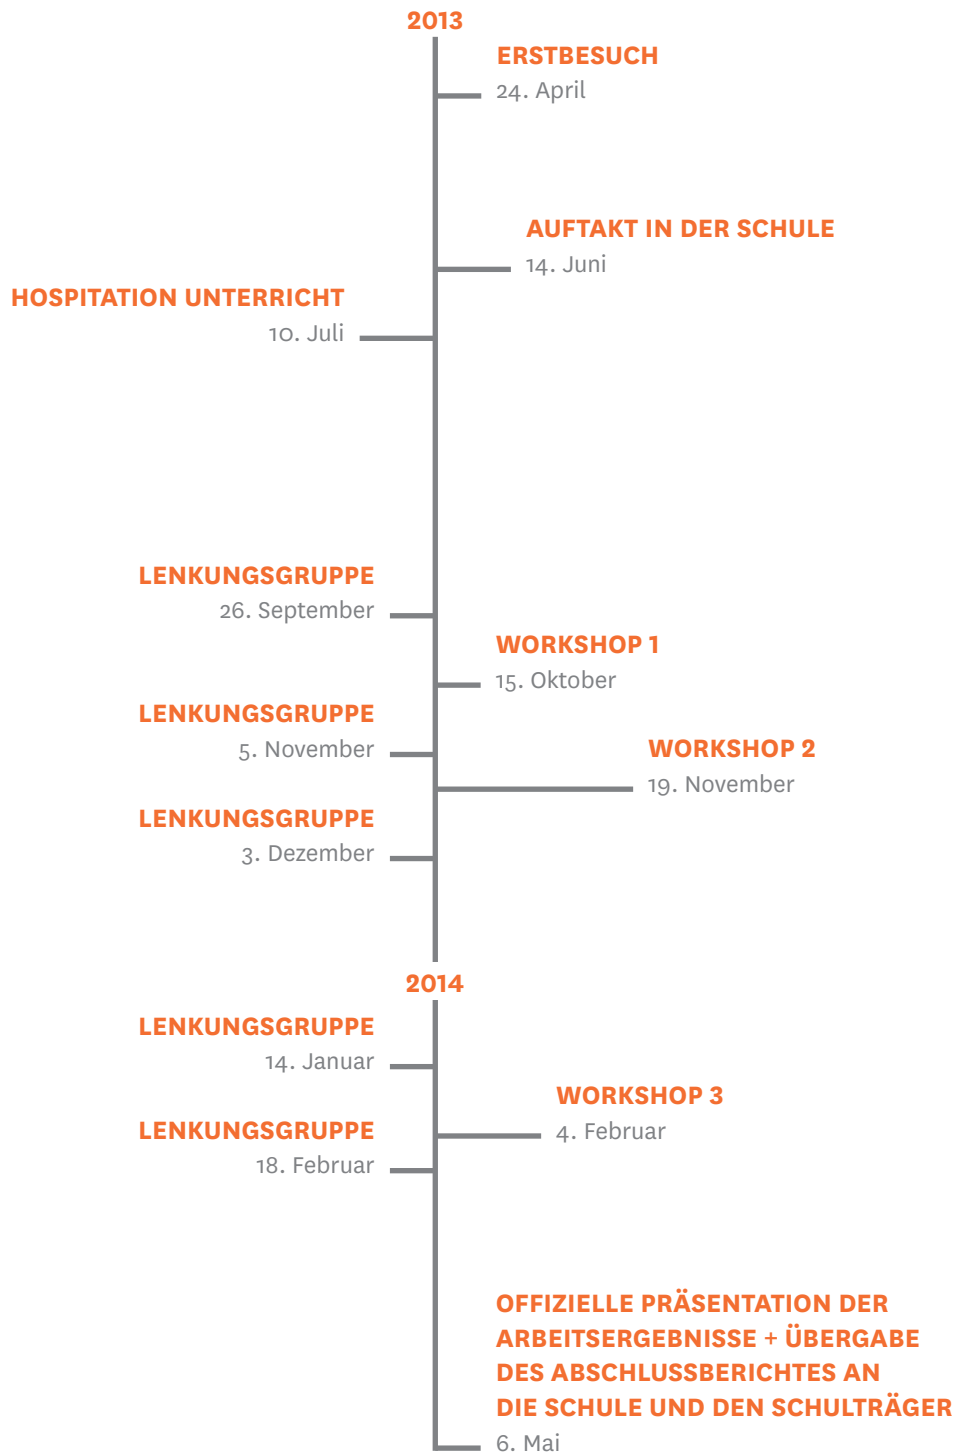 2013
ERSTBESUCH
24. April
AUFTAKT IN DER SCHULE
14. Juni
HOSPITATION UNTERRICHT
10. Juli
LENKUNGSGRUPPE
26. September
WORKSHOP 1
15. Oktober
LENKUNGSGRUPPE
5. November
WORKSHOP 2
19. November
LENKUNGSGRUPPE
3. Dezember
2014
LENKUNGSGRUPPE
14. Januar
WORKSHOP 3
4. Februar
LENKUNGSGRUPPE
18. Februar
OFFIZIELLE PRÄSENTATION DER
ARBEITSERGEBNISSE + ÜBERGABE
DES ABSCHLUSSBERICHTES AN
DIE SCHULE UND DEN SCHULTRÄGER
6. Mai